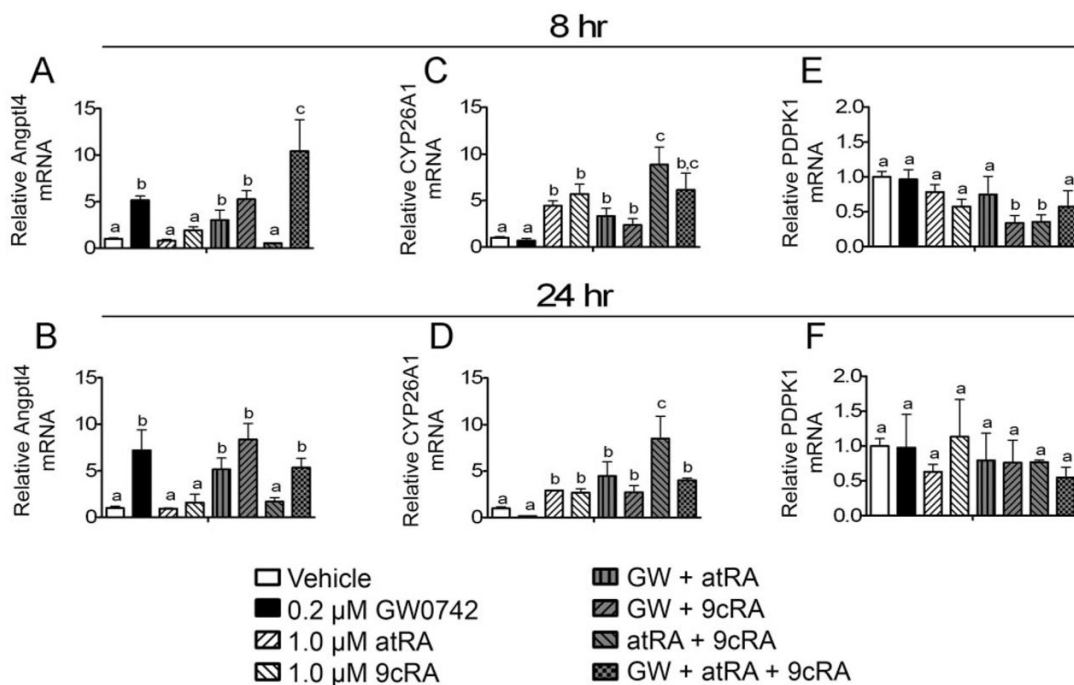 8 hr
A
Relative Angptl4
mRNA
15
10
5
0
a
b
a
a
b
b
a
c
C
Relative CYP26A1
mRNA
15
10
5
0
a
a
b
b
b
b
c
b,c
E
Relative PDPK1
mRNA
2.0
1.5
1.0
0.5
0.0
a
a
a
a
a
b
b
a
24 hr
B
Relative Angptl4
mRNA
15
10
5
0
a
b
a
a
b
b
a
b
D
Relative CYP26A1
mRNA
15
10
5
0
a
a
b
b
b
b
c
b
F
Relative PDPK1
mRNA
2.0
1.5
1.0
0.5
0.0
a
a
a
a
a
a
a
a
Vehicle
0.2 µM GW0742
1.0 µM atRA
1.0 µM 9cRA
GW + atRA
GW + 9cRA
atRA + 9cRA
GW + atRA + 9cRA